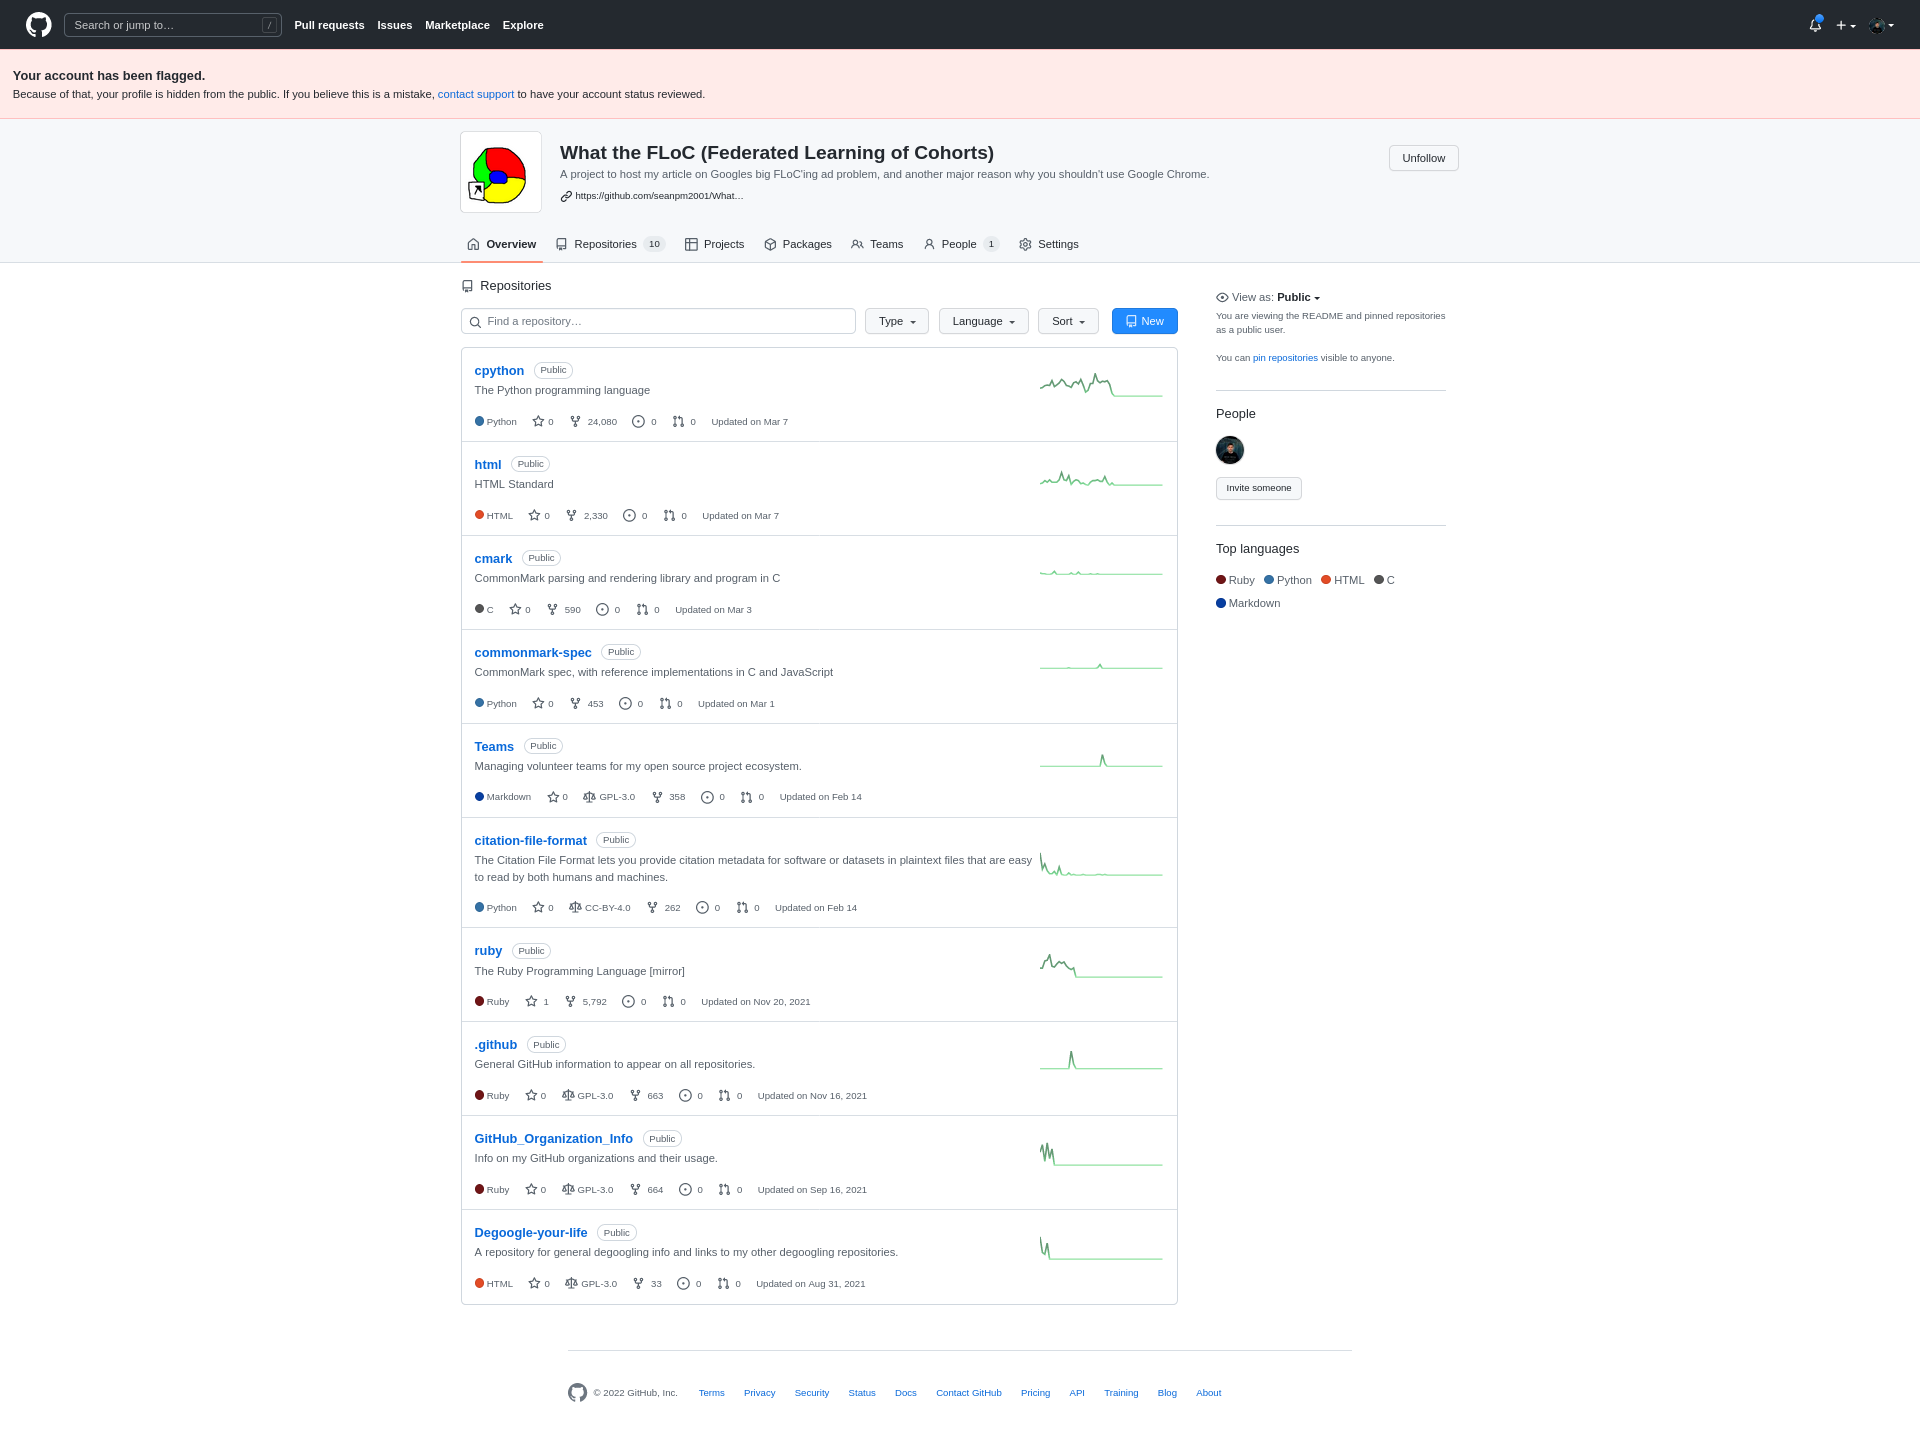 Search or jump to… /
Pull requests Issues Marketplace Explore
Your account has been flagged.
Because of that, your profile is hidden from the public. If you believe this is a mistake, contact support to have your account status reviewed.
What the FLoC (Federated Learning of Cohorts)
A project to host my article on Googles big FLoC'ing ad problem, and another major reason why you shouldn't use Google Chrome.
https://github.com/seanpm2001/What…
Unfollow
Overview Repositories 10 Projects Packages Teams People 1 Settings
Repositories
Find a repository…
Type Language Sort New
cpython Public
The Python programming language
Python 0 24,080 0 0 Updated on Mar 7
html Public
HTML Standard
HTML 0 2,330 0 0 Updated on Mar 7
cmark Public
CommonMark parsing and rendering library and program in C
C 0 590 0 0 Updated on Mar 3
commonmark-spec Public
CommonMark spec, with reference implementations in C and JavaScript
Python 0 453 0 0 Updated on Mar 1
Teams Public
Managing volunteer teams for my open source project ecosystem.
Markdown 0 GPL-3.0 358 0 0 Updated on Feb 14
citation-file-format Public
The Citation File Format lets you provide citation metadata for software or datasets in plaintext files that are easy
to read by both humans and machines.
Python 0 CC-BY-4.0 262 0 0 Updated on Feb 14
ruby Public
The Ruby Programming Language [mirror]
Ruby 1 5,792 0 0 Updated on Nov 20, 2021
.github Public
General GitHub information to appear on all repositories.
Ruby 0 GPL-3.0 663 0 0 Updated on Nov 16, 2021
GitHub_Organization_Info Public
Info on my GitHub organizations and their usage.
Ruby 0 GPL-3.0 664 0 0 Updated on Sep 16, 2021
Degoogle-your-life Public
A repository for general degoogling info and links to my other degoogling repositories.
HTML 0 GPL-3.0 33 0 0 Updated on Aug 31, 2021
View as: Public
You are viewing the README and pinned repositories
as a public user.
You can pin repositories visible to anyone.
People
Invite someone
Top languages
Ruby Python HTML C
Markdown
© 2022 GitHub, Inc. Terms Privacy Security Status Docs Contact GitHub Pricing API Training Blog About